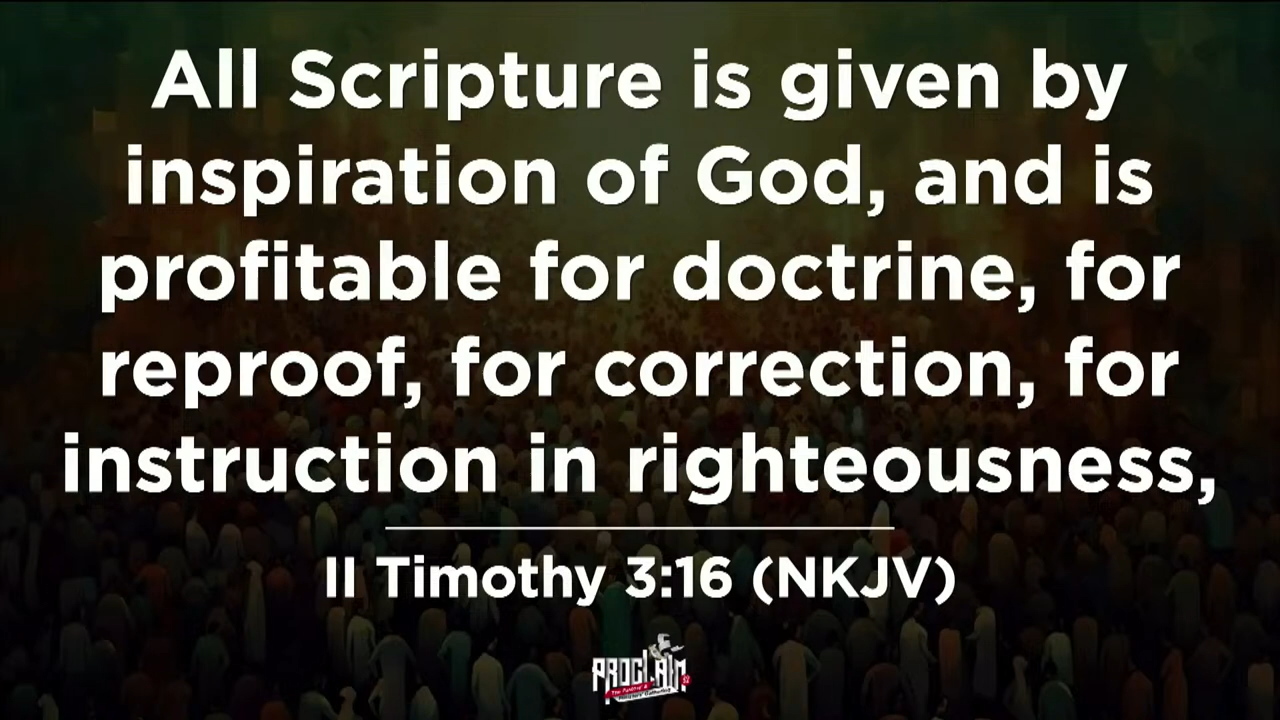 All Scripture is given by
inspiration of God, and is
profitable for doctrine, for
reproof, for correction, for
instruction in righteousness,
II Timothy 3:16 (NKJV)
PROCLAIM